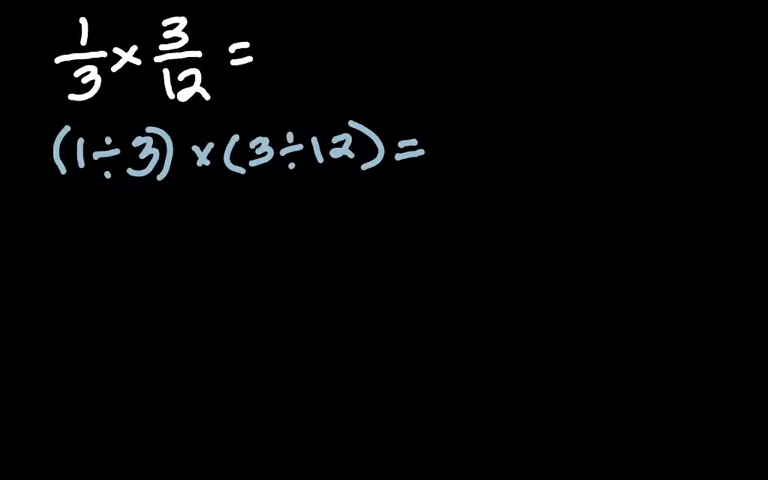 1/3 × 3/12 =
(1 ÷ 3) × (3 ÷ 12) =